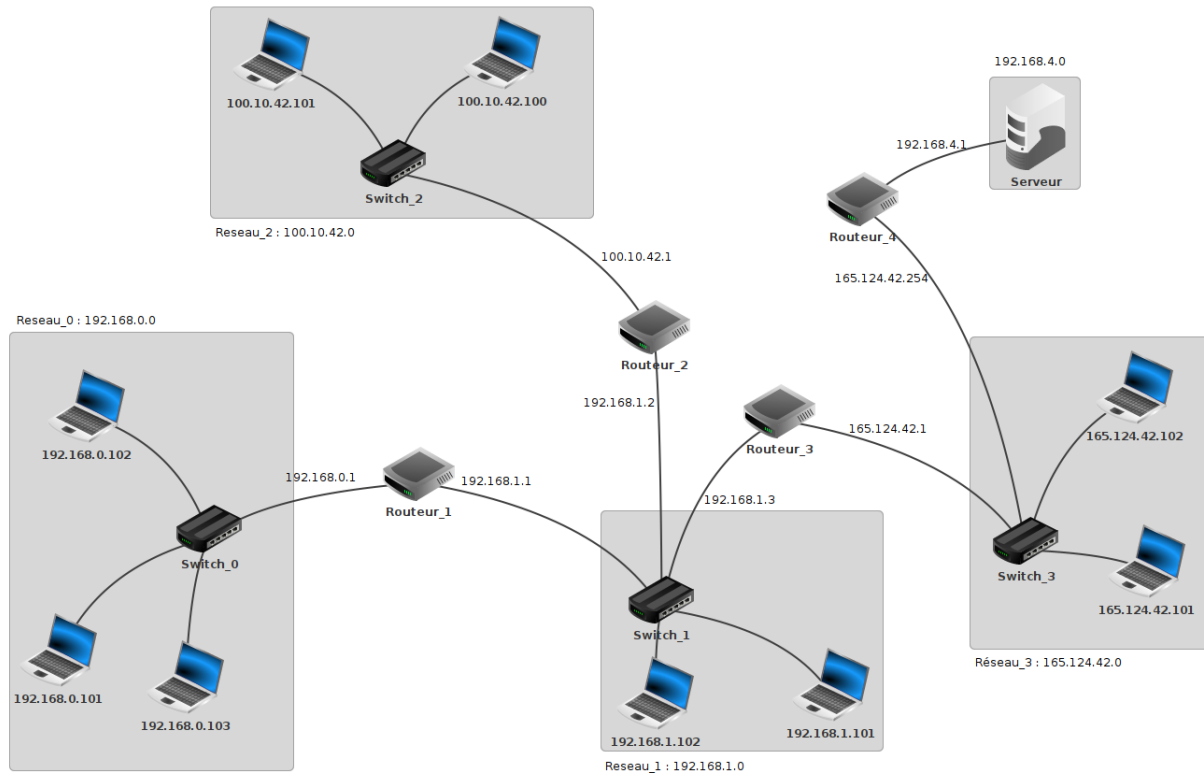 100.10.42.101
100.10.42.100
Switch_2
Reseau_2 : 100.10.42.0
192.168.4.0
192.168.4.1
Serveur
Routeur_4
165.124.42.254
100.10.42.1
Routeur_2
192.168.1.2
Reseau_0 : 192.168.0.0
192.168.0.102
192.168.0.1
Routeur_1
192.168.1.1
Switch_0
192.168.0.101
192.168.0.103
Routeur_3
165.124.42.1
192.168.1.3
Switch_1
192.168.1.102
192.168.1.101
Reseau_1 : 192.168.1.0
165.124.42.102
Switch_3
165.124.42.101
Réseau_3 : 165.124.42.0